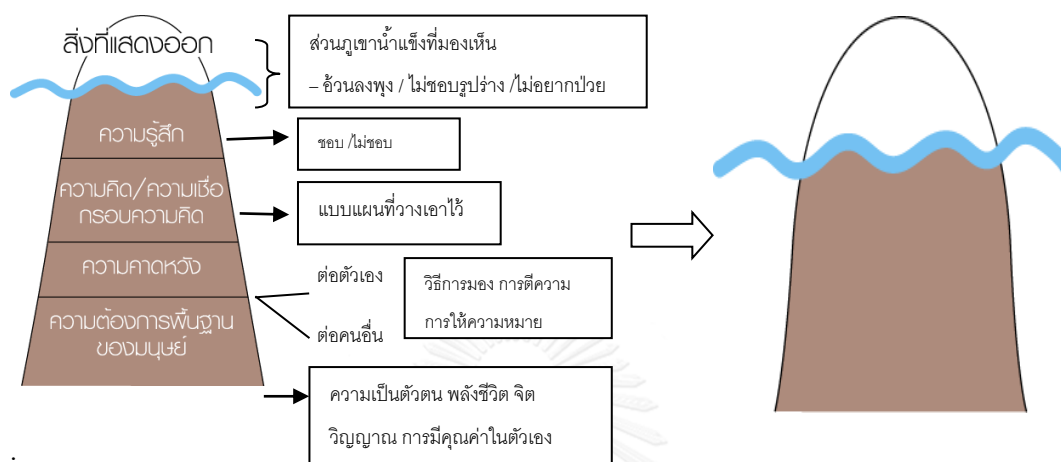 สิ่งที่แสดงออก
ส่วนภูเขาน้ำแข็งที่มองเห็น
– อ้วนลงพุง / ไม่ชอบรูปร่าง /ไม่อยากป่วย
ความรู้สึก
ชอบ /ไม่ชอบ
ความคิด/ความเชื่อ
กรอบความคิด
แบบแผนที่วางเอาไว้
ความคาดหวัง
ต่อตัวเอง
ต่อคนอื่น
วิธีการมอง การตีความ
การให้ความหมาย
ความต้องการพื้นฐาน
ของมนุษย์
ความเป็นตัวตน พลังชีวิต จิต
วิญญาณ การมีคุณค่าในตัวเอง